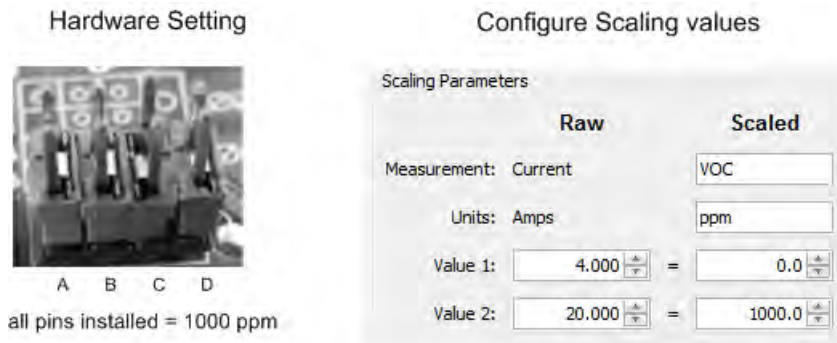 Hardware Setting
Configure Scaling values
Scaling Parameters
Raw Scaled
Measurement: Current VOC
Units: Amps ppm
Value 1: 4.000 = 0.0
Value 2: 20.000 = 1000.0
A B C D
all pins installed = 1000 ppm